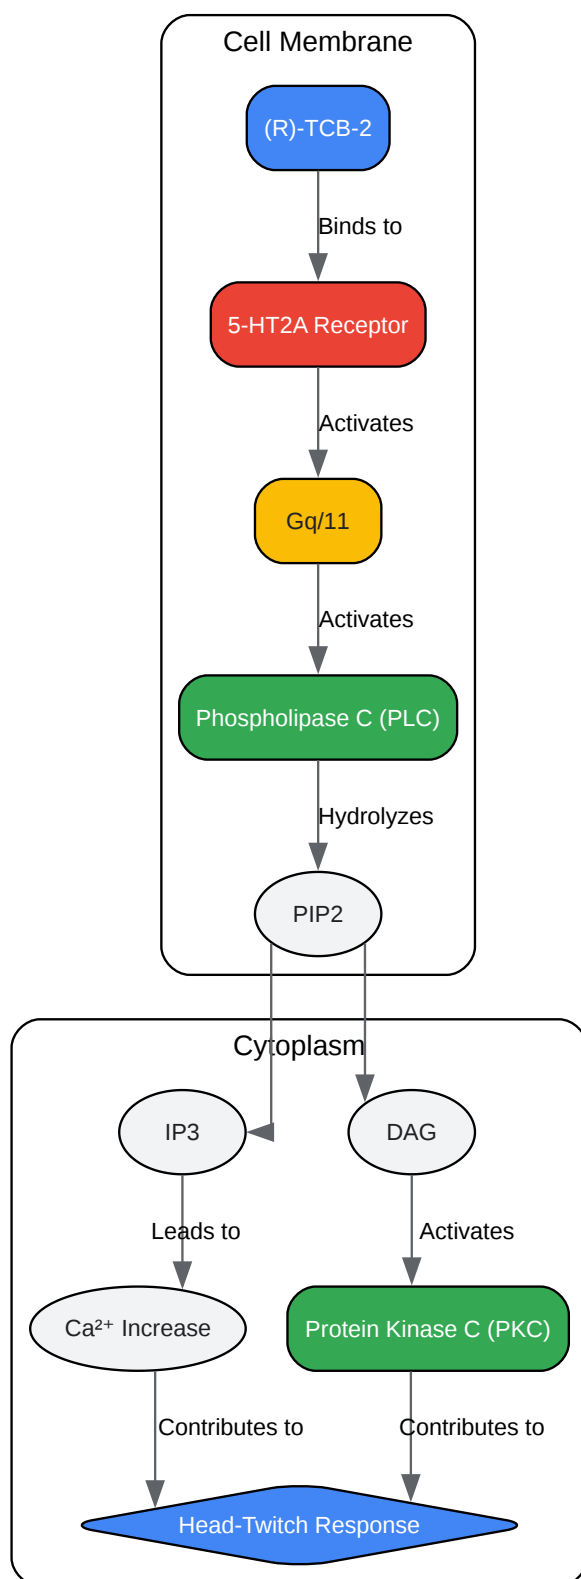 Cell Membrane
(R)-TCB-2
Binds to
5-HT2A Receptor
Activates
Gq/11
Activates
Phospholipase C (PLC)
Hydrolyzes
PIP2
Cytoplasm
IP3
DAG
Leads to
Activates
Ca²⁺ Increase
Protein Kinase C (PKC)
Contributes to
Contributes to
Head-Twitch Response